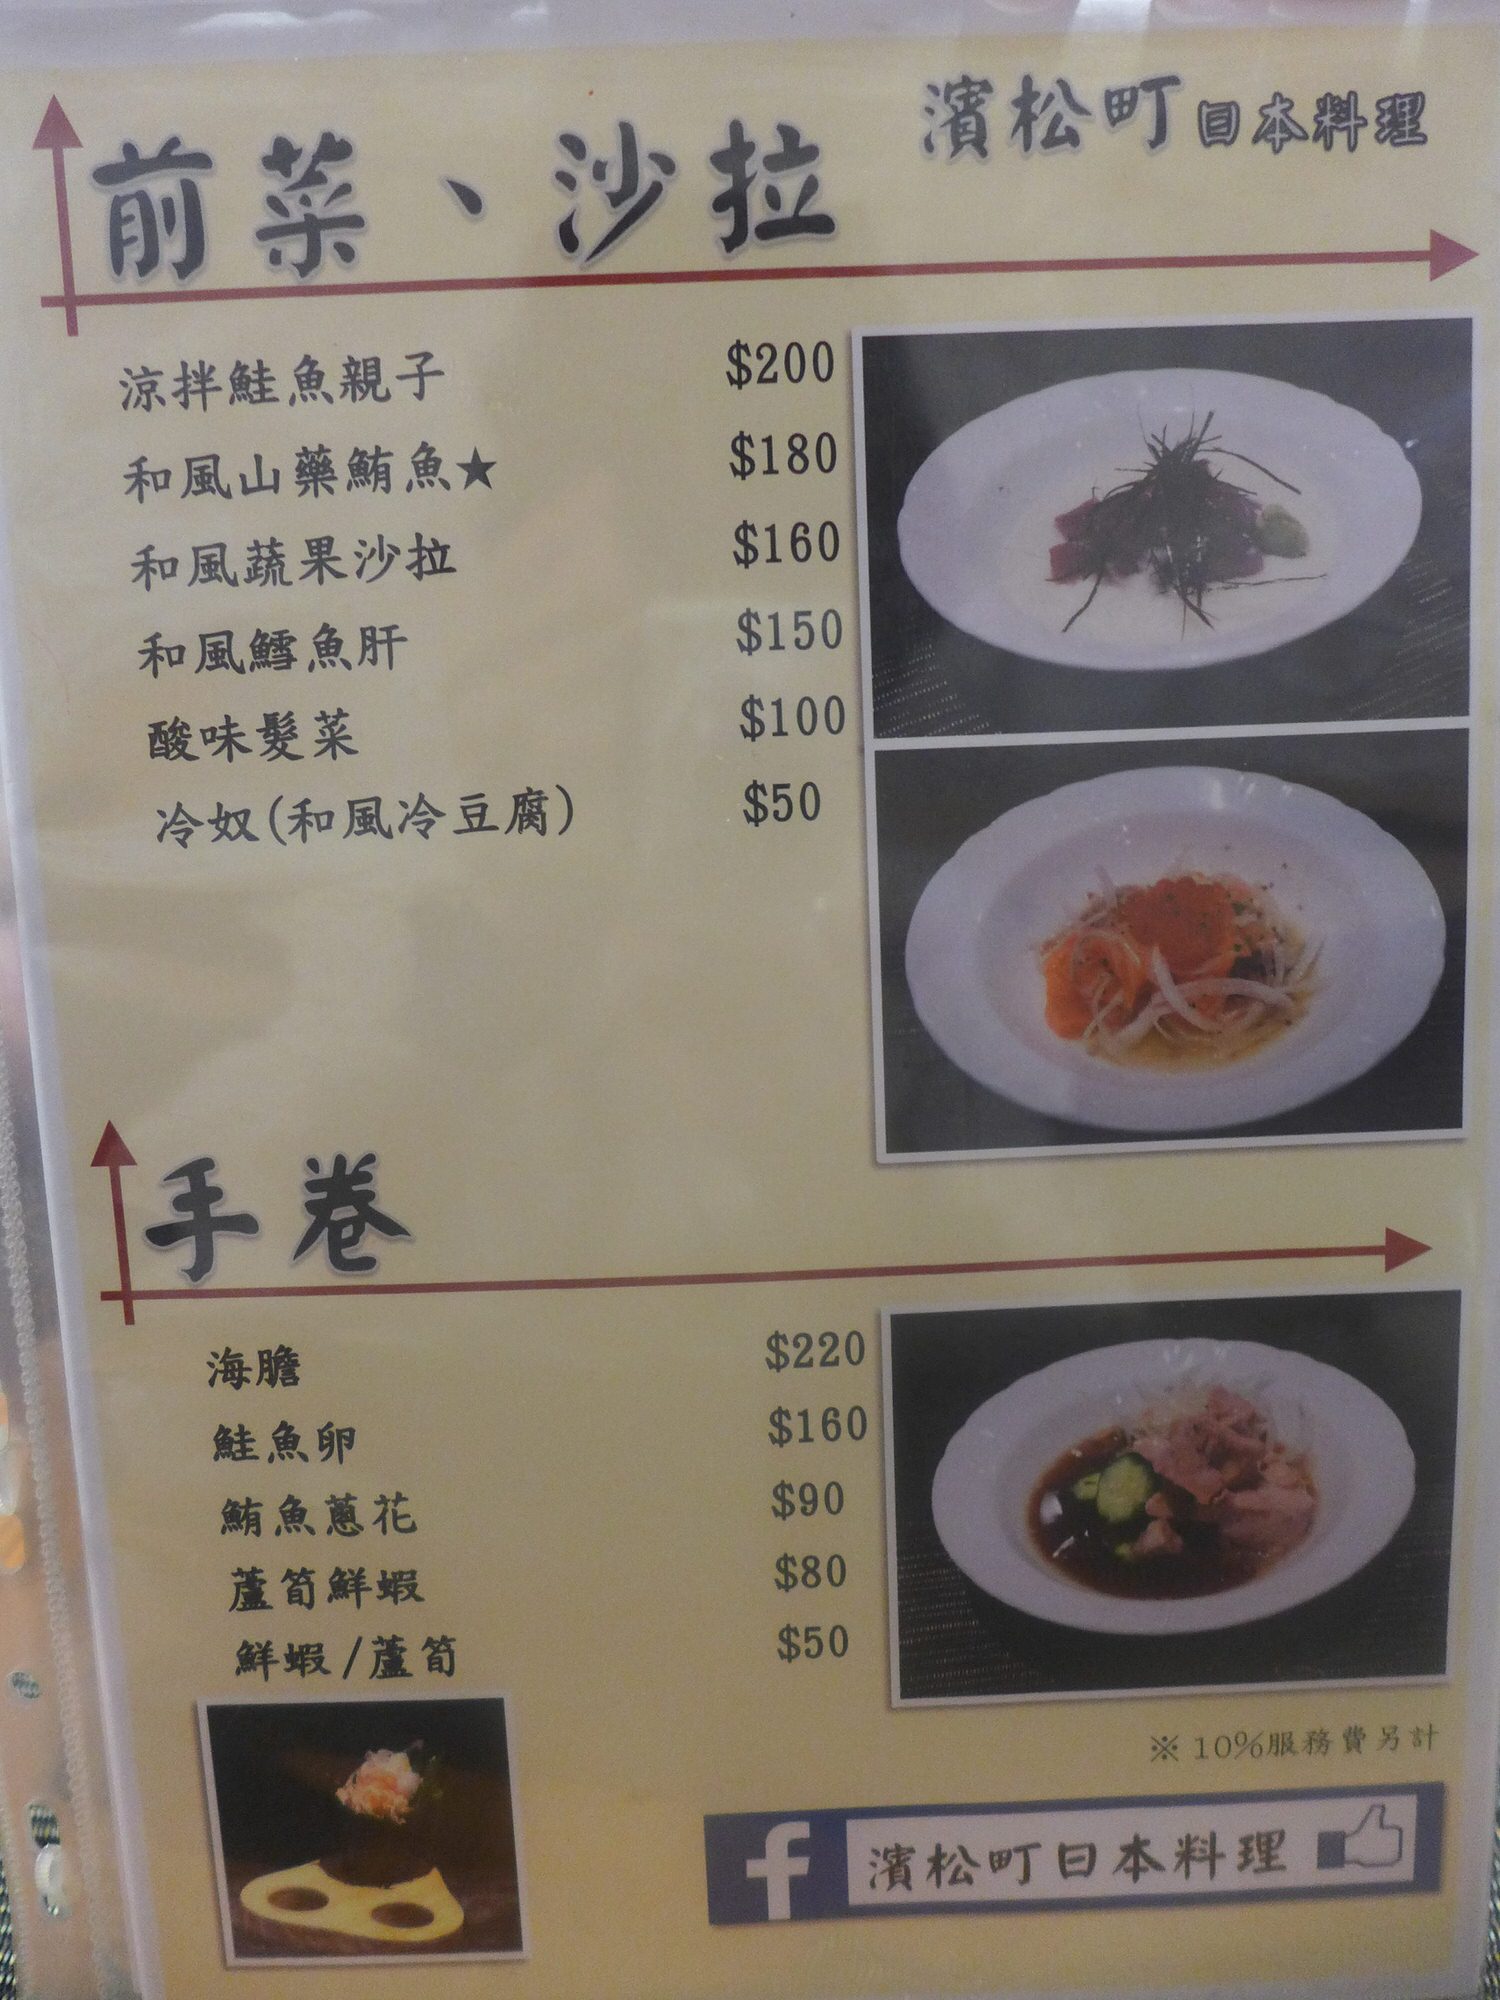 濱松町日本料理
前菜、沙拉
涼拌鮭魚親子 $200
和風山藥鮪魚★ $180
和風蔬果沙拉 $160
和風鱈魚肝 $150
酸味髮菜 $100
冷奴(和風冷豆腐) $50
手卷
海膽 $220
鮭魚卵 $160
鮪魚蔥花 $90
蘆筍鮮蝦 $80
鮮蝦/蘆筍 $50
※10%服務費另計
f 濱松町日本料理